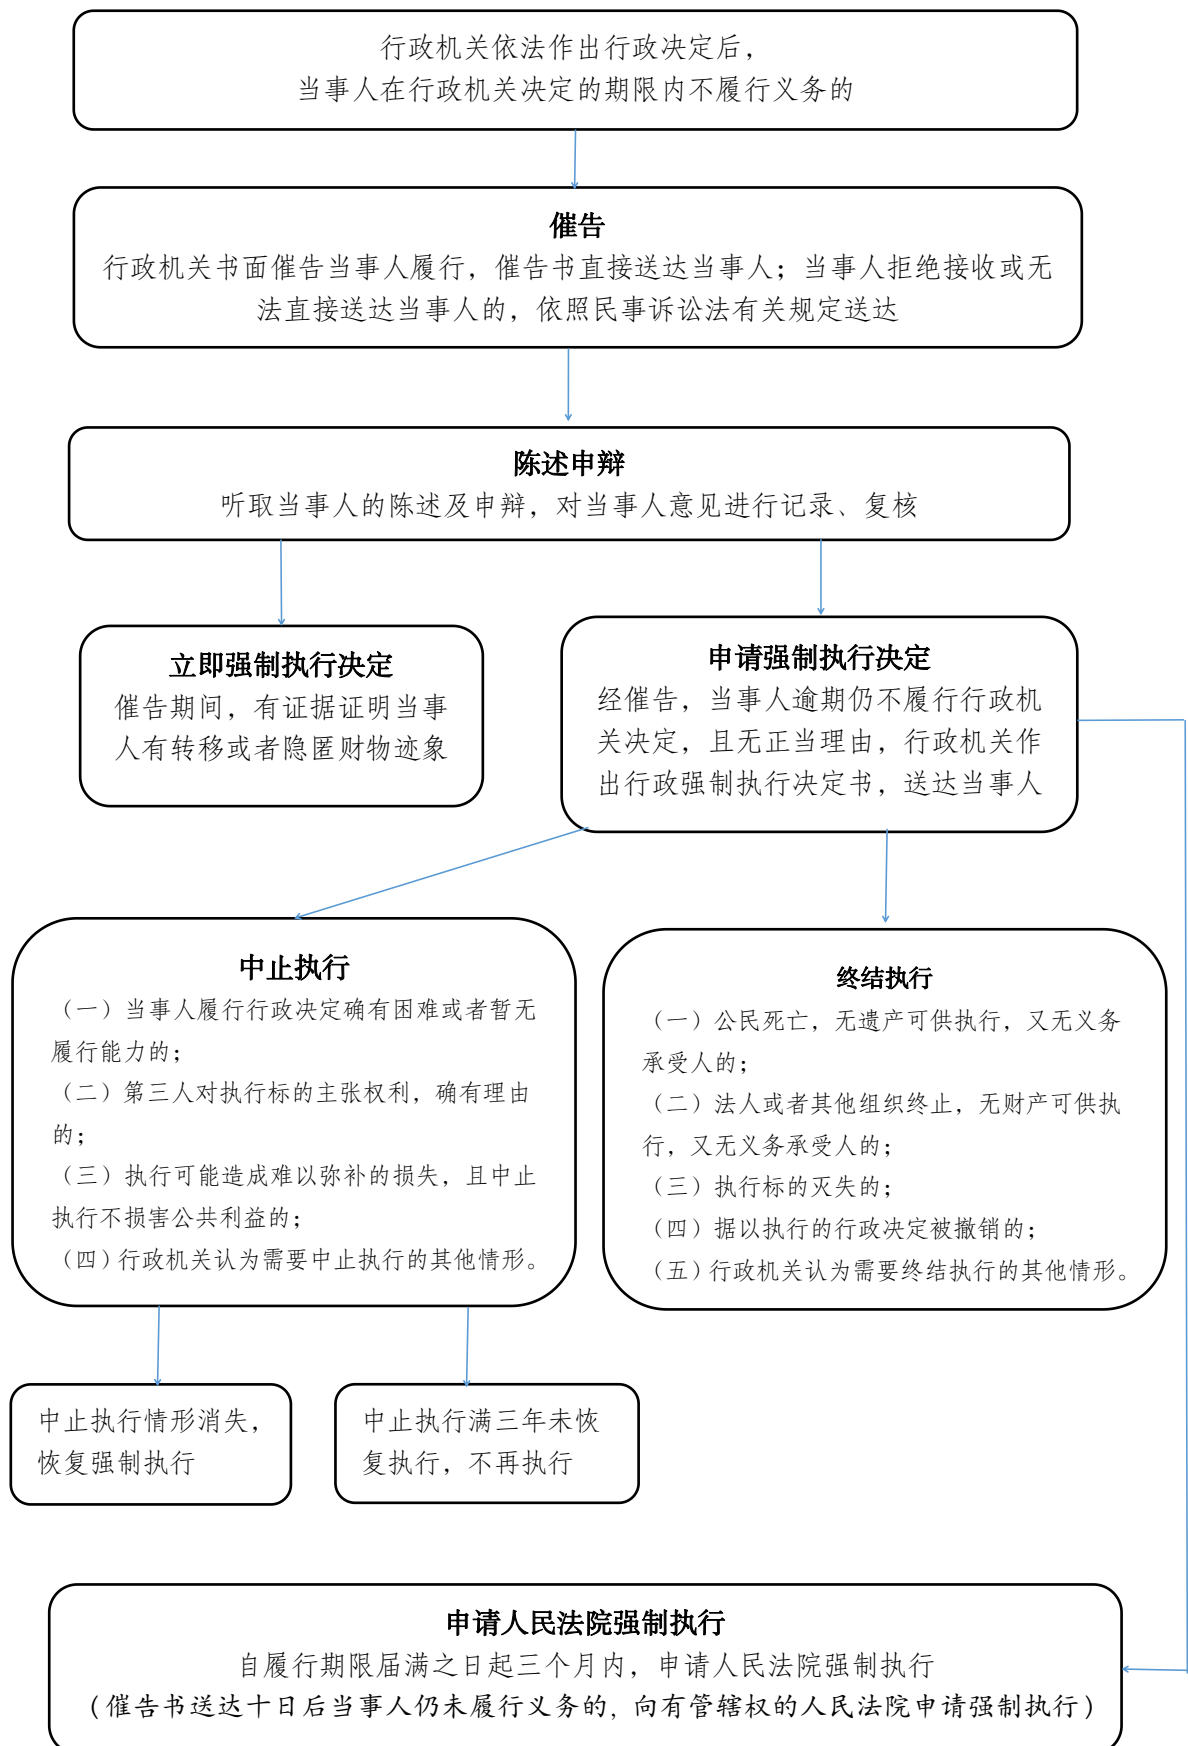 行政机关依法作出行政决定后，
当事人在行政机关决定的期限内不履行义务的
催告
行政机关书面催告当事人履行，催告书直接送达当事人；当事人拒绝接收或无
法直接送达当事人的，依照民事诉讼法有关规定送达
陈述申辩
听取当事人的陈述及申辩，对当事人意见进行记录、复核
立即强制执行决定
催告期间，有证据证明当事
人有转移或者隐匿财物迹象
申请强制执行决定
经催告，当事人逾期仍不履行行政机
关决定，且无正当理由，行政机关作
出行政强制执行决定书，送达当事人
中止执行
（一）当事人履行行政决定确有困难或者暂无
履行能力的；
（二）第三人对执行标的主张权利，确有理由
的；
（三）执行可能造成难以弥补的损失，且中止
执行不损害公共利益的；
（四）行政机关认为需要中止执行的其他情形。
终结执行
（一）公民死亡，无遗产可供执行，又无义务
承受人的；
（二）法人或者其他组织终止，无财产可供执
行，又无义务承受人的；
（三）执行标的灭失的；
（四）据以执行的行政决定被撤销的；
（五）行政机关认为需要终结执行的其他情形。
中止执行情形消失，
恢复强制执行
中止执行满三年未恢
复执行，不再执行
申请人民法院强制执行
自履行期限届满之日起三个月内，申请人民法院强制执行
（催告书送达十日后当事人仍未履行义务的，向有管辖权的人民法院申请强制执行）